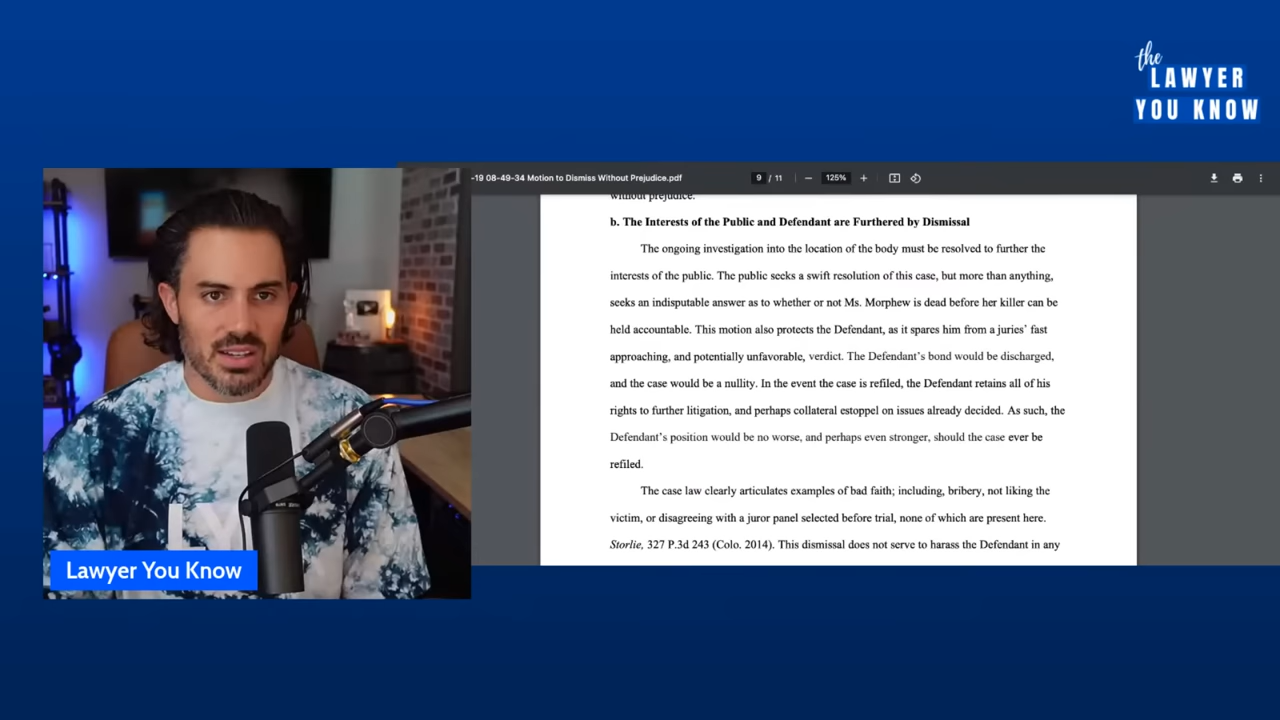 the
LAWYER
YOU KNOW
-19 08-49-34 Motion to Dismiss Without Prejudice.pdf
9 / 11
125%
without prejudice.
b. The Interests of the Public and Defendant are Furthered by Dismissal
The ongoing investigation into the location of the body must be resolved to further the
interests of the public. The public seeks a swift resolution of this case, but more than anything,
seeks an indisputable answer as to whether or not Ms. Morphew is dead before her killer can be
held accountable. This motion also protects the Defendant, as it spares him from a juries' fast
approaching, and potentially unfavorable, verdict. The Defendant's bond would be discharged,
and the case would be a nullity. In the event the case is refiled, the Defendant retains all of his
rights to further litigation, and perhaps collateral estoppel on issues already decided. As such, the
Defendant's position would be no worse, and perhaps even stronger, should the case ever be
refiled.
The case law clearly articulates examples of bad faith; including, bribery, not liking the
victim, or disagreeing with a juror panel selected before trial, none of which are present here.
Storlie, 327 P.3d 243 (Colo. 2014). This dismissal does not serve to harass the Defendant in any
Lawyer You Know